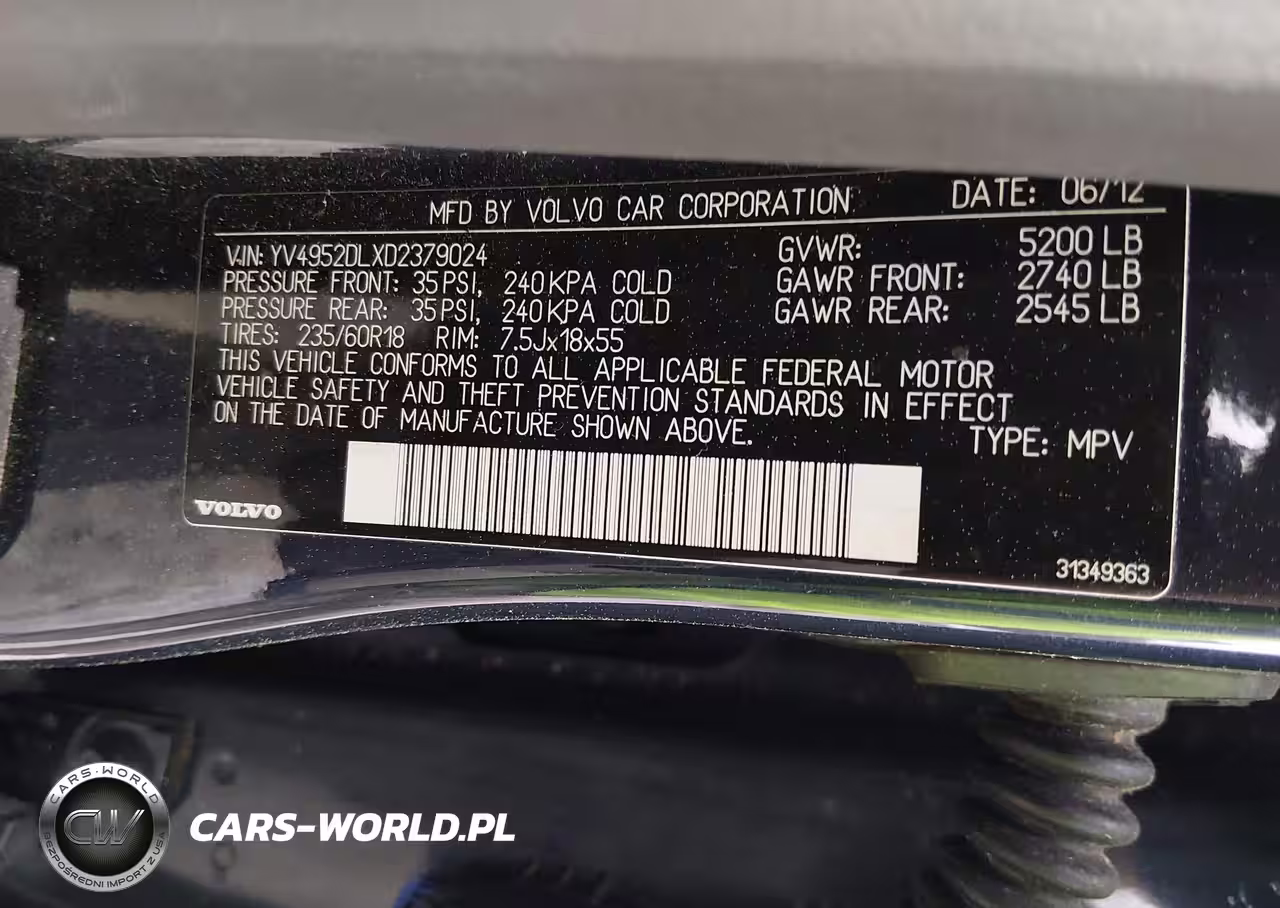 MFD BY VOLVO CAR CORPORATION
DATE: 06/12
VIN: YV4952DLXD2379024
GVWR: 5200 LB
PRESSURE FRONT: 35 PSI, 240 KPA COLD
GAWR FRONT: 2740 LB
PRESSURE REAR: 35 PSI, 240 KPA COLD
GAWR REAR: 2545 LB
TIRES: 235/60R18 RIM: 7.5Jx18x55
THIS VEHICLE CONFORMS TO ALL APPLICABLE FEDERAL MOTOR
VEHICLE SAFETY AND THEFT PREVENTION STANDARDS IN EFFECT
ON THE DATE OF MANUFACTURE SHOWN ABOVE.
TYPE: MPV
VOLVO
31349363
CARS-WORLD
CW
BEZPOŚREDNI IMPORT Z USA
CARS-WORLD.PL